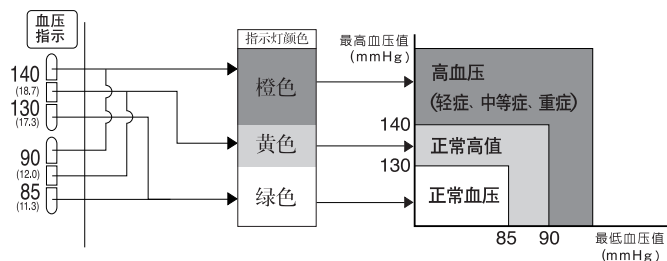 血压
指示
140
(18.7)
130
(17.3)
90
(12.0)
85
(11.3)
指示灯颜色
橙色
黄色
绿色
最高血压值
(mmHg)
140
130
高血压
(轻症、中等症、重症)
正常高值
正常血压
85 90
最低血压值
(mmHg)